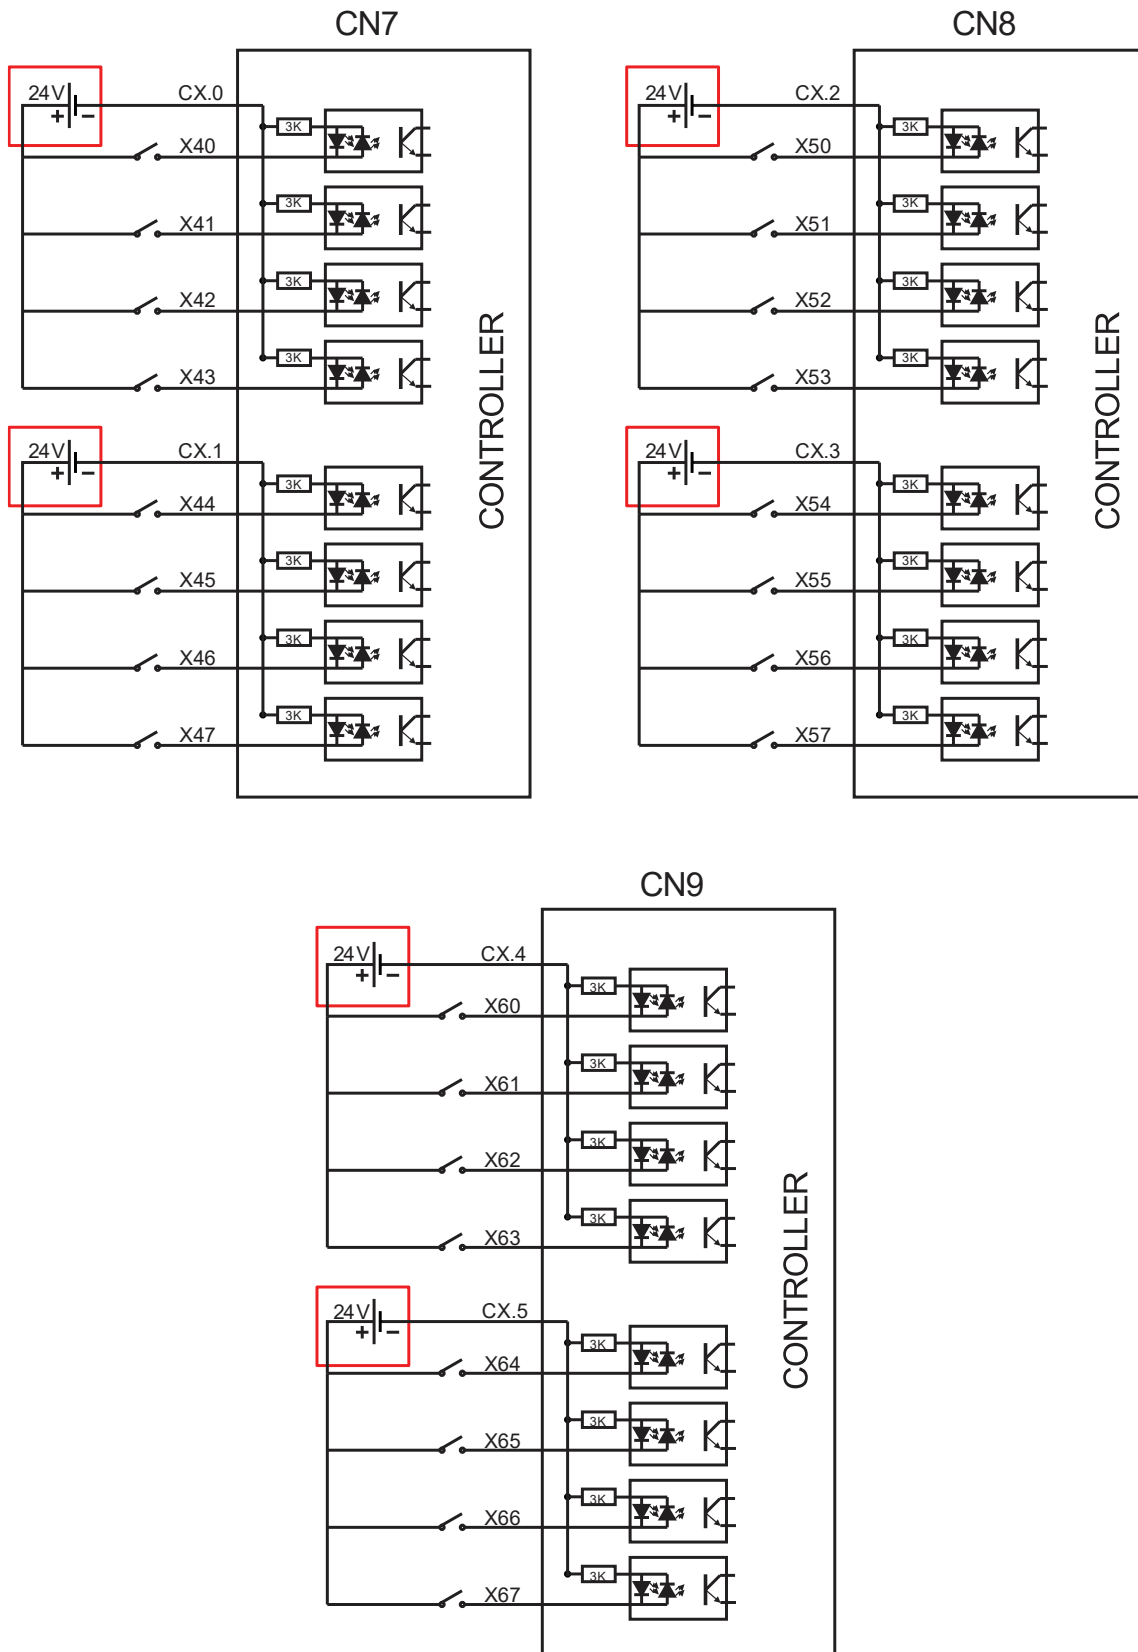 CN7
24V
CX.0
+
−
3K
X40
3K
X41
3K
X42
3K
X43
24V
CX.1
+
−
3K
X44
3K
X45
3K
X46
3K
X47
CONTROLLER
CN8
24V
CX.2
+
−
3K
X50
3K
X51
3K
X52
3K
X53
24V
CX.3
+
−
3K
X54
3K
X55
3K
X56
3K
X57
CONTROLLER
CN9
24V
CX.4
+
−
3K
X60
3K
X61
3K
X62
3K
X63
24V
CX.5
+
−
3K
X64
3K
X65
3K
X66
3K
X67
CONTROLLER